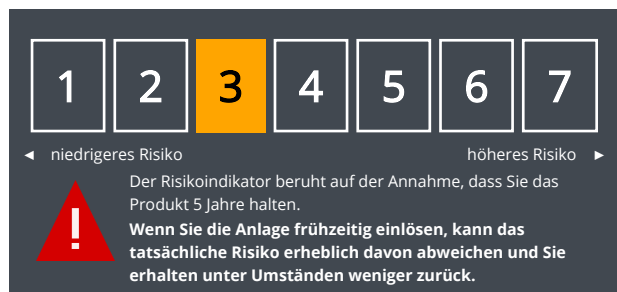 1 2 3 4 5 6 7
◄ niedrigeres Risiko höheres Risiko ►
Der Risikoindikator beruht auf der Annahme, dass Sie das
Produkt 5 Jahre halten.
Wenn Sie die Anlage frühzeitig einlösen, kann das
tatsächliche Risiko erheblich davon abweichen und Sie
erhalten unter Umständen weniger zurück.
!